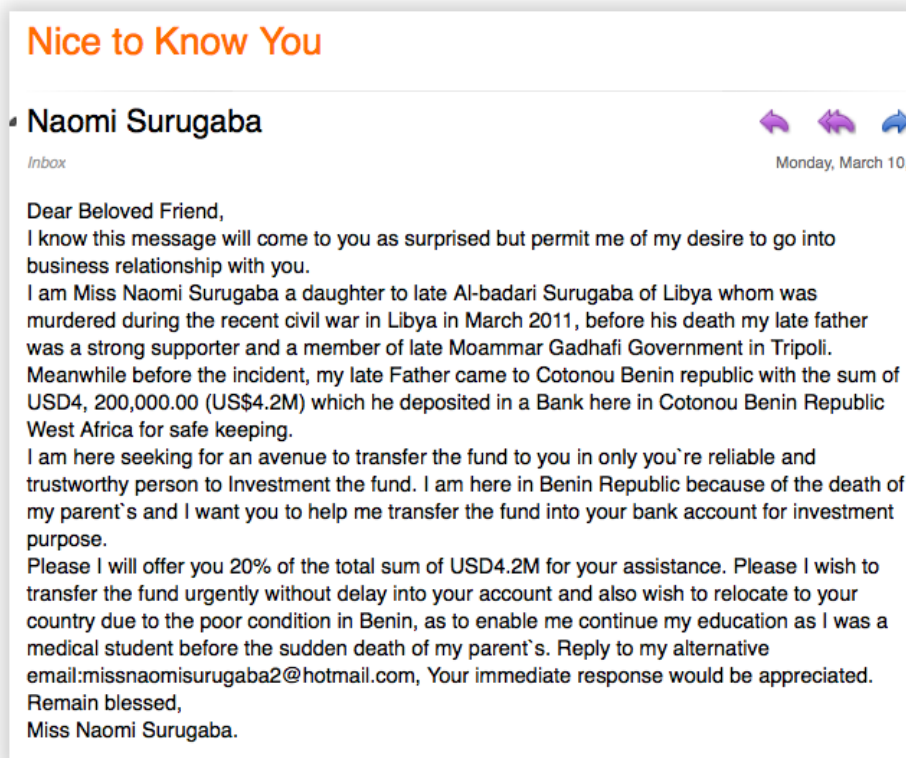 Nice to Know You
Naomi Surugaba
Inbox
Monday, March 10
Dear Beloved Friend,
I know this message will come to you as surprised but permit me of my desire to go into
business relationship with you.
I am Miss Naomi Surugaba a daughter to late Al-badari Surugaba of Libya whom was
murdered during the recent civil war in Libya in March 2011, before his death my late father
was a strong supporter and a member of late Moammar Gadhafi Government in Tripoli.
Meanwhile before the incident, my late Father came to Cotonou Benin republic with the sum of
USD4, 200,000.00 (US$4.2M) which he deposited in a Bank here in Cotonou Benin Republic
West Africa for safe keeping.
I am here seeking for an avenue to transfer the fund to you in only you`re reliable and
trustworthy person to Investment the fund. I am here in Benin Republic because of the death of
my parent`s and I want you to help me transfer the fund into your bank account for investment
purpose.
Please I will offer you 20% of the total sum of USD4.2M for your assistance. Please I wish to
transfer the fund urgently without delay into your account and also wish to relocate to your
country due to the poor condition in Benin, as to enable me continue my education as I was a
medical student before the sudden death of my parent`s. Reply to my alternative
email:missnaomisurugaba2@hotmail.com, Your immediate response would be appreciated.
Remain blessed,
Miss Naomi Surugaba.